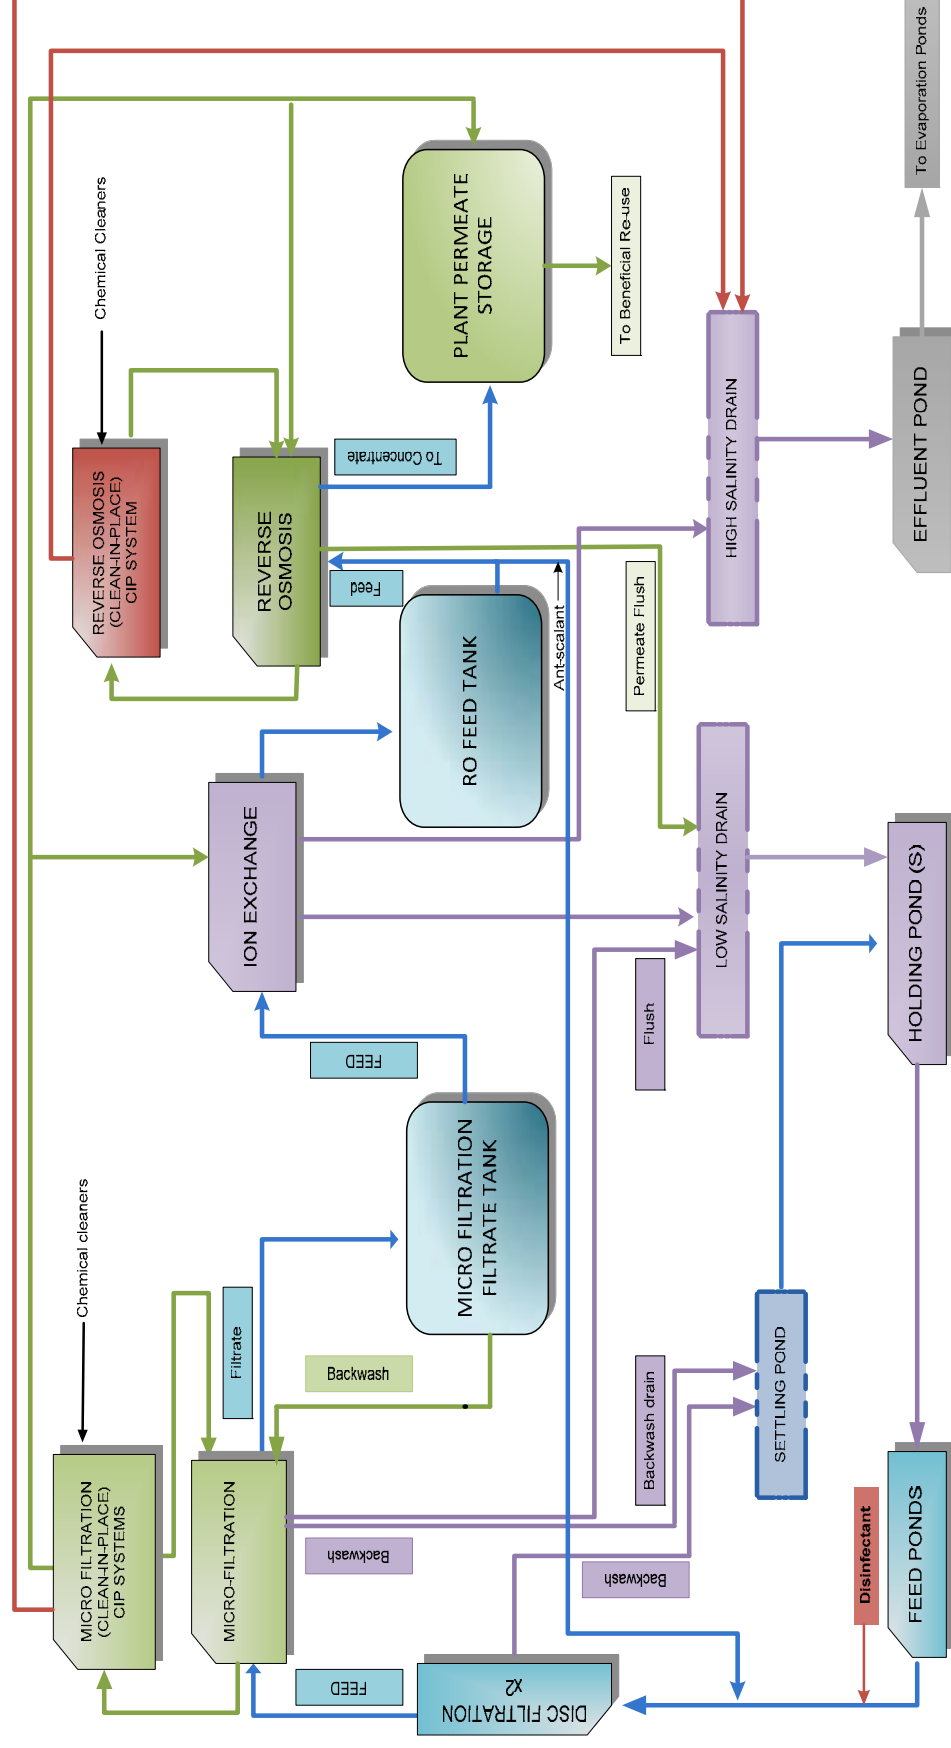 Chemical cleaners
Chemical Cleaners
MICRO FILTRATION
(CLEAN-IN-PLACE)
CIP SYSTEMS
REVERSE OSMOSIS
(CLEAN-IN-PLACE)
CIP SYSTEM
MICRO-FILTRATION
Filtrate
ION EXCHANGE
REVERSE
OSMOSIS
FEED
Backwash
Backwash
FEED
Feed
To Concentrate
DISC FILTRATION
x2
MICRO FILTRATION
FILTRATE TANK
RO FEED TANK
PLANT PERMEATE
STORAGE
Ant-scalant
Backwash
Backwash drain
Flush
Permeate Flush
To Beneficial Re-use
SETTLING POND
LOW SALINITY DRAIN
HIGH SALINITY DRAIN
Disinfectant
FEED PONDS
HOLDING POND (S)
EFFLUENT POND
To Evaporation Ponds